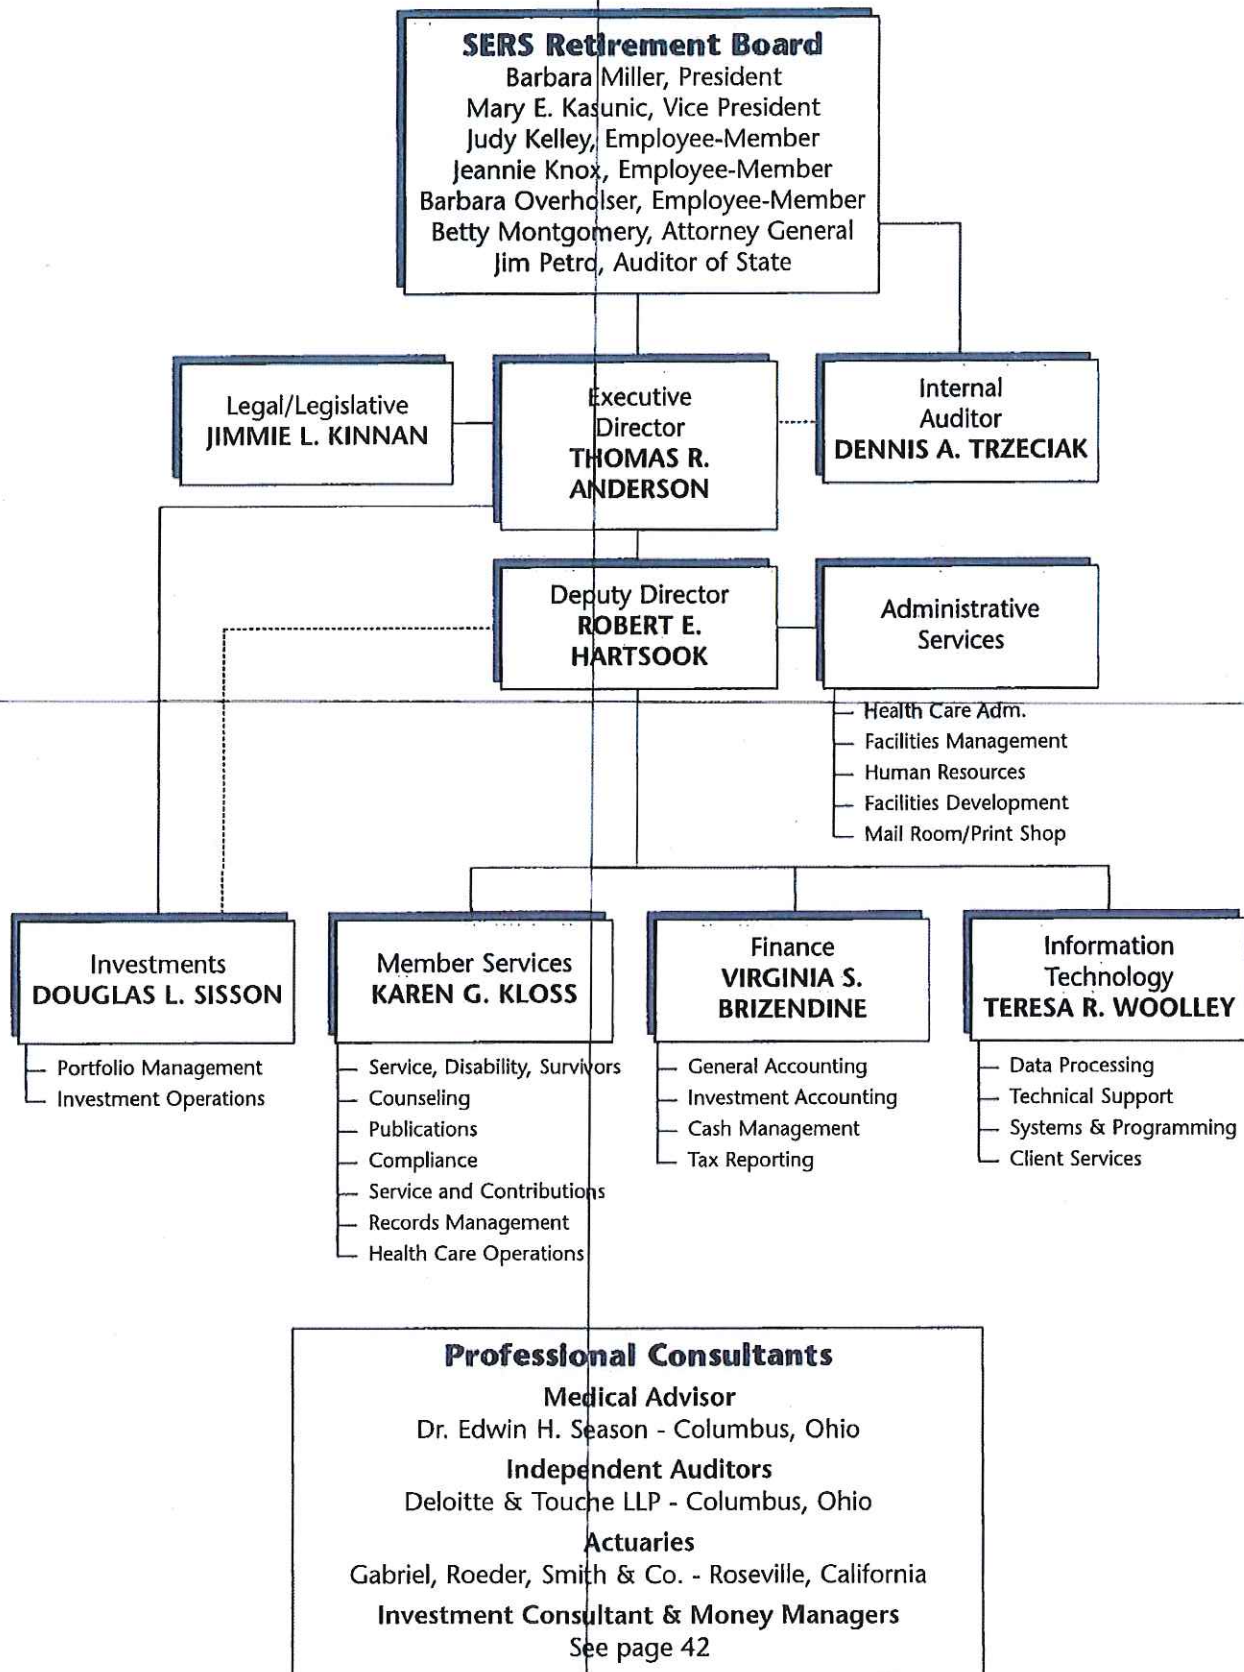 SERS Retirement Board
Barbara Miller, President
Mary E. Kasunic, Vice President
Judy Kelley, Employee-Member
Jeannie Knox, Employee-Member
Barbara Overholser, Employee-Member
Betty Montgomery, Attorney General
Jim Petro, Auditor of State
Legal/Legislative
JIMMIE L. KINNAN
Executive
Director
THOMAS R.
ANDERSON
Internal
Auditor
DENNIS A. TRZECIAK
Deputy Director
ROBERT E.
HARTSOOK
Administrative
Services
Health Care Adm.
Facilities Management
Human Resources
Facilities Development
Mail Room/Print Shop
Investments
DOUGLAS L. SISSON
Portfolio Management
Investment Operations
Member Services
KAREN G. KLOSS
Service, Disability, Survivors
Counseling
Publications
Compliance
Service and Contributions
Records Management
Health Care Operations
Finance
VIRGINIA S.
BRIZENDINE
General Accounting
Investment Accounting
Cash Management
Tax Reporting
Information
Technology
TERESA R. WOOLLEY
Data Processing
Technical Support
Systems & Programming
Client Services
Professional Consultants
Medical Advisor
Dr. Edwin H. Season - Columbus, Ohio
Independent Auditors
Deloitte & Touche LLP - Columbus, Ohio
Actuaries
Gabriel, Roeder, Smith & Co. - Roseville, California
Investment Consultant & Money Managers
See page 42